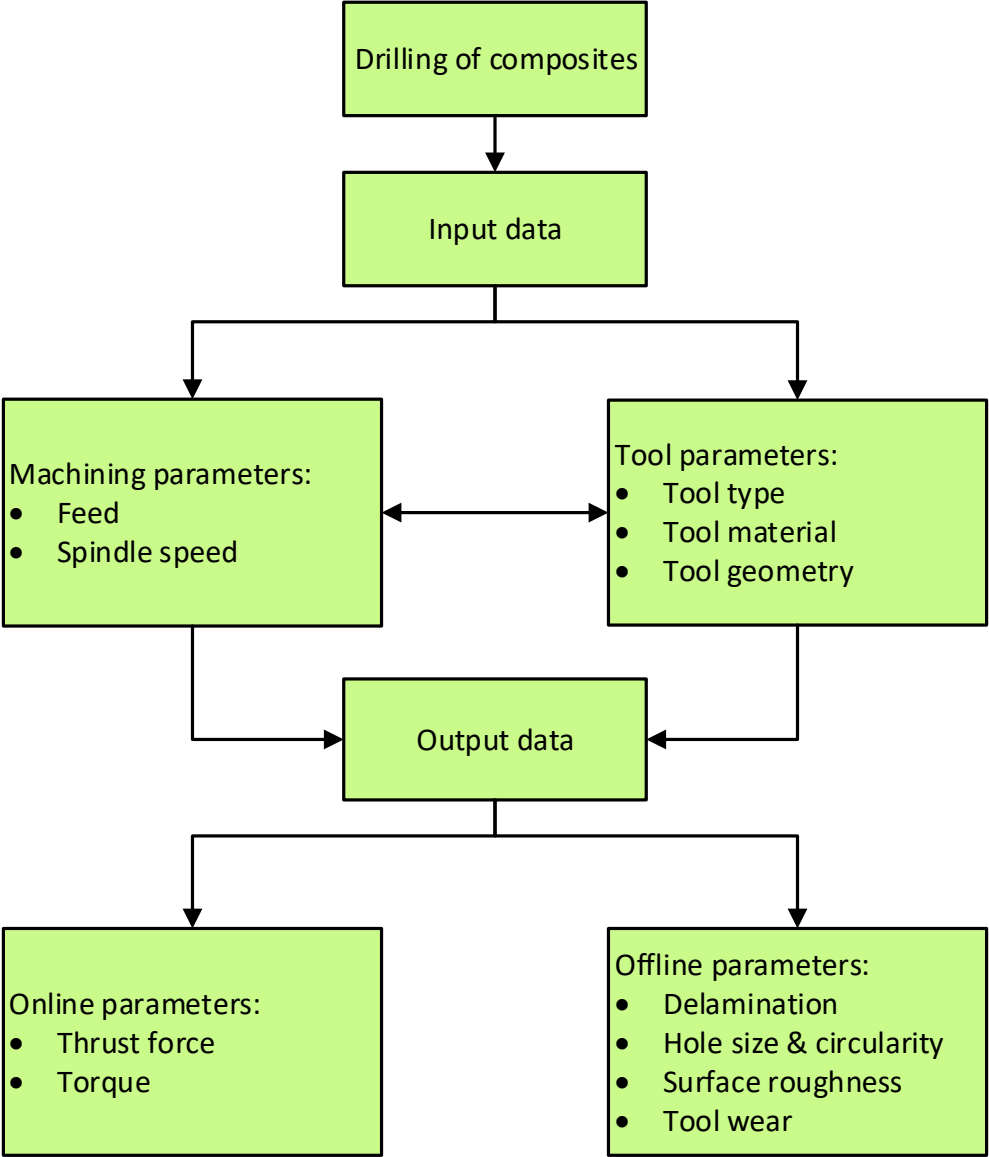 Drilling of composites
Input data
Machining parameters:
• Feed
• Spindle speed
Tool parameters:
• Tool type
• Tool material
• Tool geometry
Output data
Online parameters:
• Thrust force
• Torque
Offline parameters:
• Delamination
• Hole size & circularity
• Surface roughness
• Tool wear